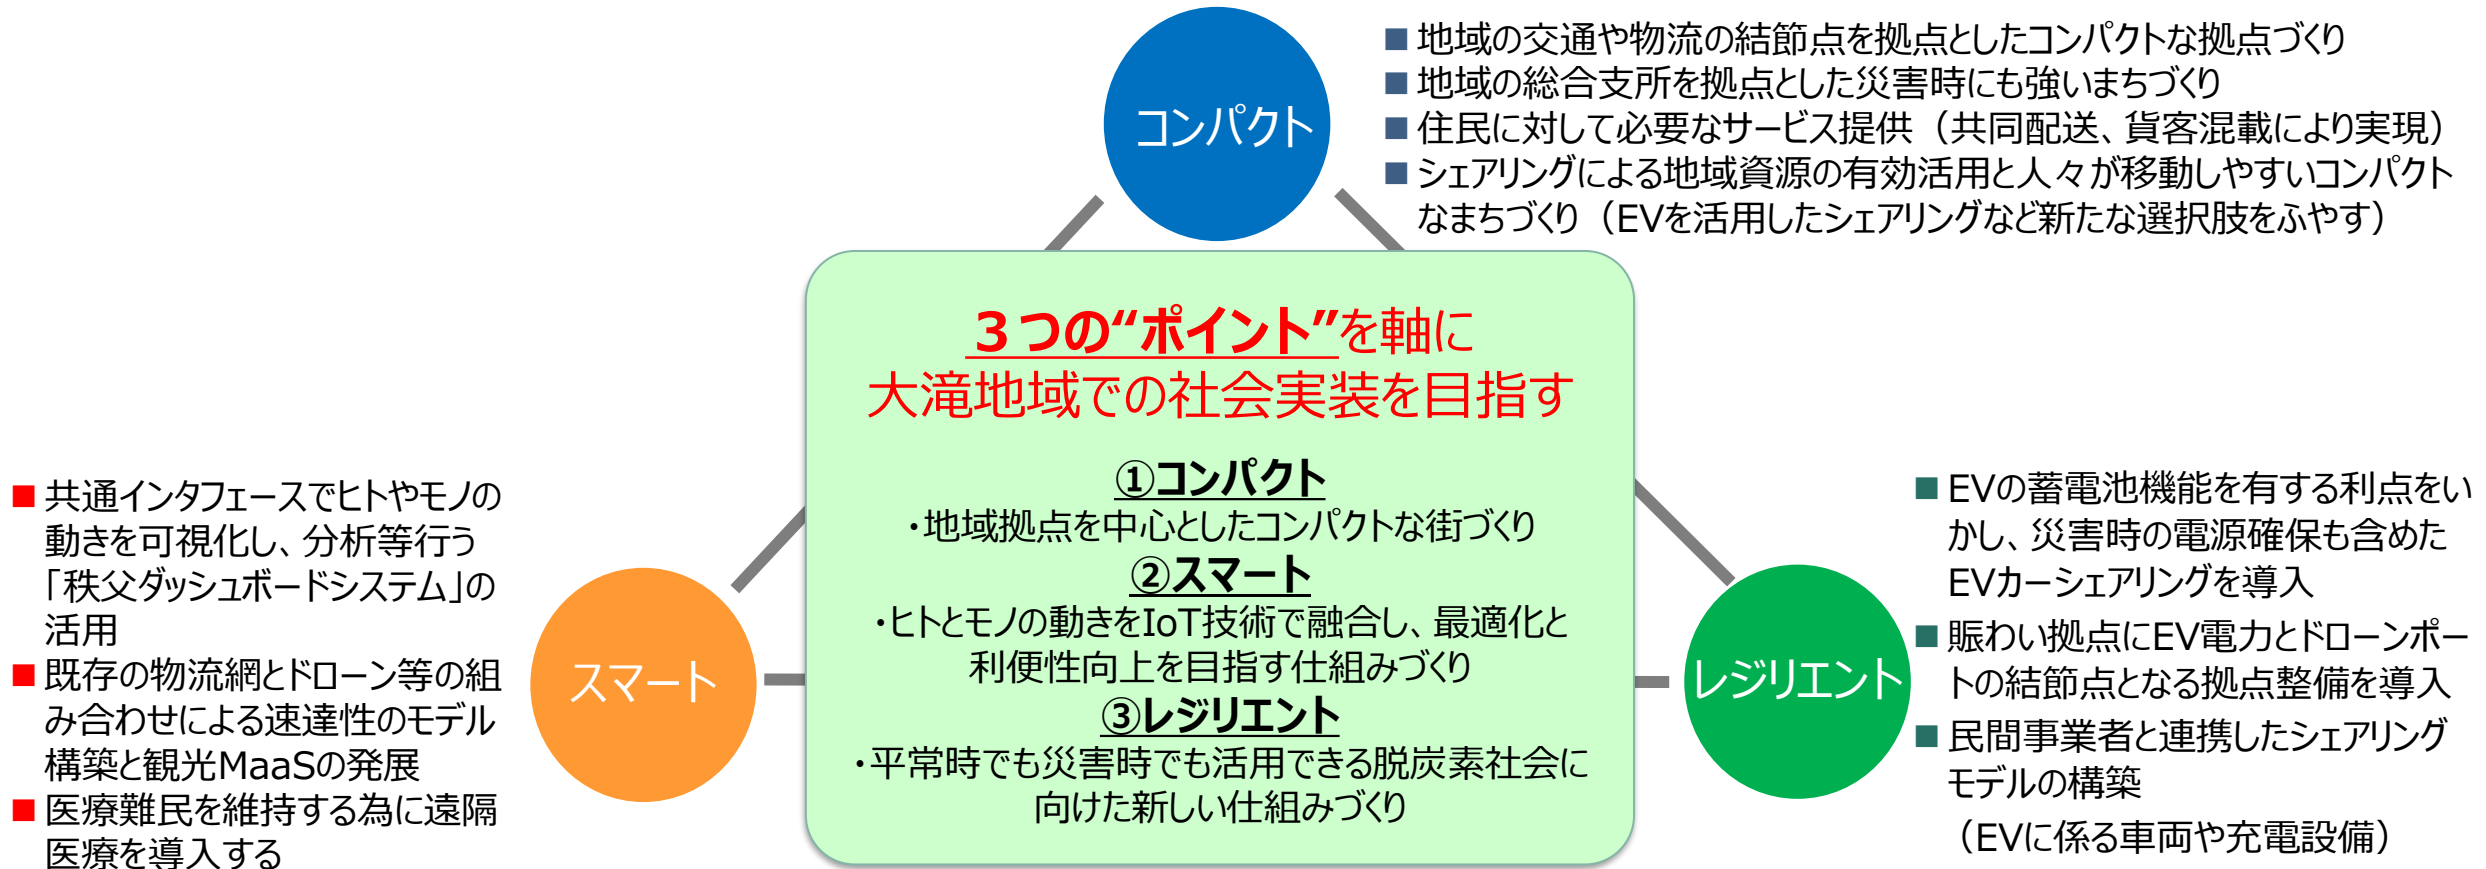 コンパクト
■地域の交通や物流の結節点を拠点としたコンパクトな拠点づくり
■地域の総合支所を拠点とした災害時にも強いまちづくり
■住民に対して必要なサービス提供（共同配送、貨客混載により実現）
■シェアリングによる地域資源の有効活用と人々が移動しやすいコンパクト
なまちづくり（EVを活用したシェアリングなど新たな選択肢をふやす）
３つの“ポイント”を軸に
大滝地域での社会実装を目指す
①コンパクト
・地域拠点を中心としたコンパクトな街づくり
②スマート
・ヒトとモノの動きをIoT技術で融合し、最適化と
利便性向上を目指す仕組みづくり
③レジリエント
・平常時でも災害時でも活用できる脱炭素社会に
向けた新しい仕組みづくり
■共通インタフェースでヒトやモノの
動きを可視化し、分析等行う
「秩父ダッシュボードシステム」の
活用
■既存の物流網とドローン等の組
み合わせによる速達性のモデル
構築と観光MaaSの発展
■医療難民を維持する為に遠隔
医療を導入する
スマート
レジリエント
■EVの蓄電池機能を有する利点をい
かし、災害時の電源確保も含めた
EVカーシェアリングを導入
■賑わい拠点にEV電力とドローンポー
トの結節点となる拠点整備を導入
■民間事業者と連携したシェアリング
モデルの構築
（EVに係る車両や充電設備）